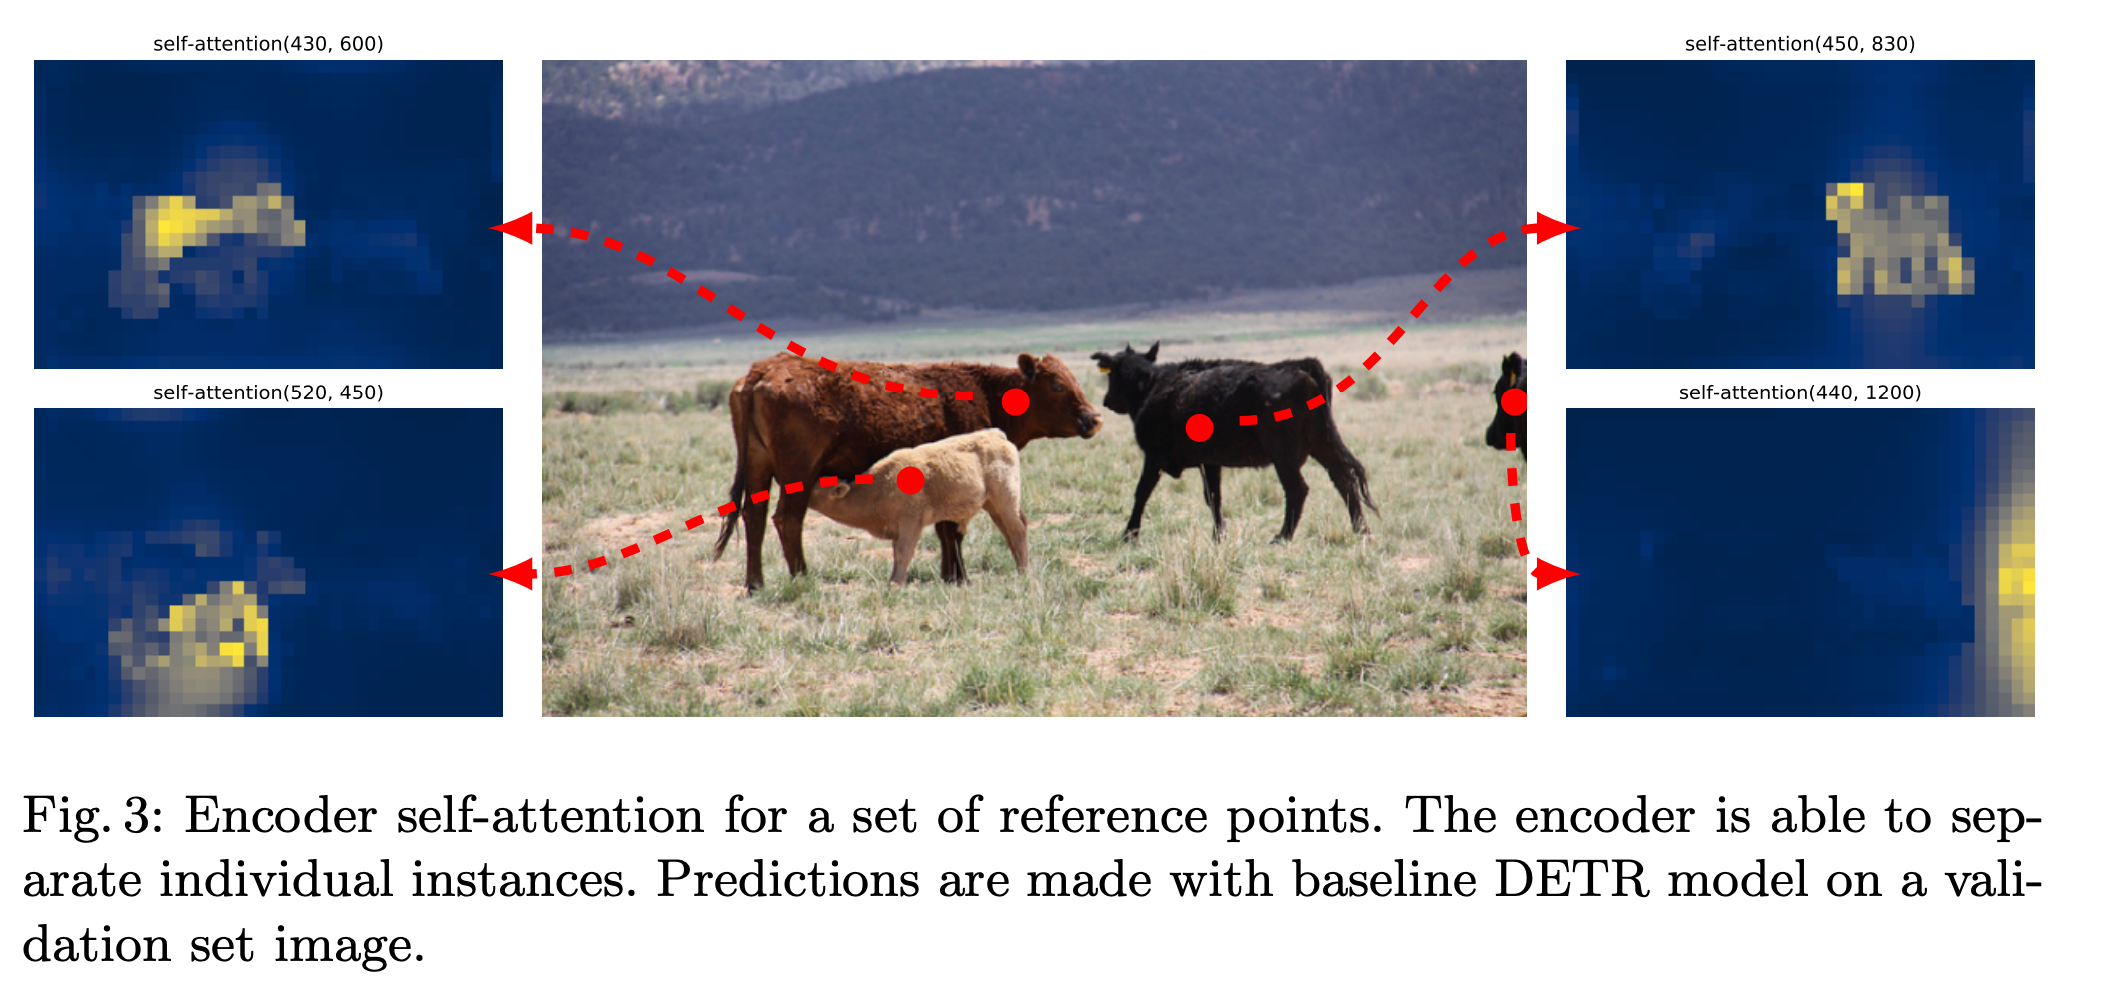 self-attention(430, 600)
self-attention(450, 830)
self-attention(520, 450)
self-attention(440, 1200)
Fig. 3: Encoder self-attention for a set of reference points. The encoder is able to sep-
arate individual instances. Predictions are made with baseline DETR model on a vali-
dation set image.